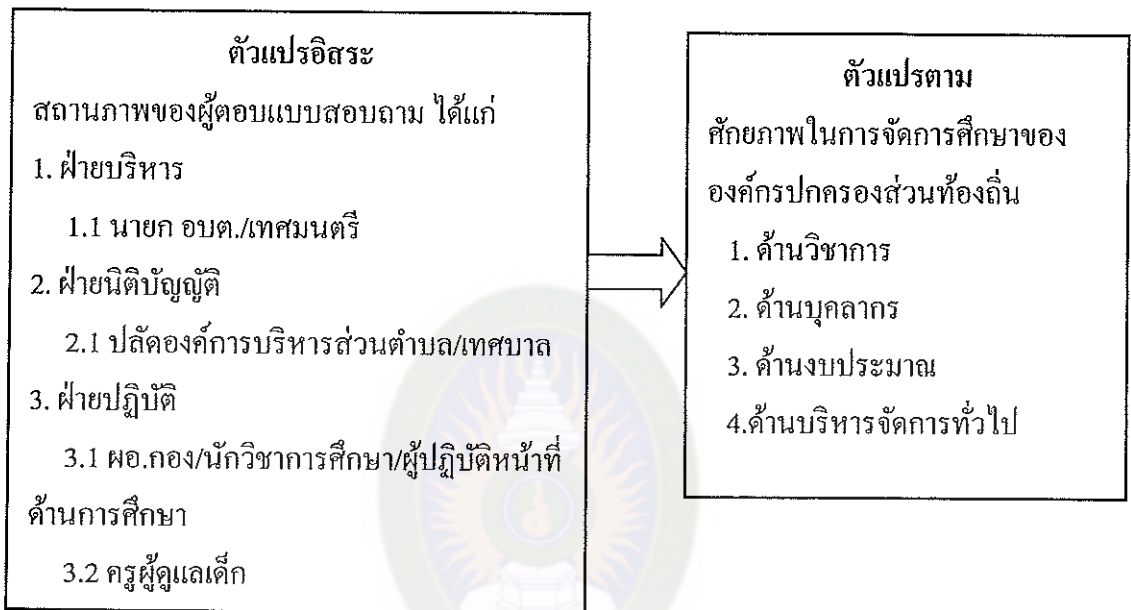 ตัวแปรอิสระ
สถานภาพของผู้ตอบแบบสอบถาม ได้แก่
1. ฝ่ายบริหาร
1.1 นายก อบต./เทศมนตรี
2. ฝ่ายนิติบัญญัติ
2.1 ปลัดองค์การบริหารส่วนตำบล/เทศบาล
3. ฝ่ายปฏิบัติ
3.1 ผอ.กอง/นักวิชาการศึกษา/ผู้ปฏิบัติหน้าที่
ด้านการศึกษา
3.2 ครูผู้ดูแลเด็ก
ตัวแปรตาม
ศักยภาพในการจัดการศึกษาของ
องค์กรปกครองส่วนท้องถิ่น
1. ด้านวิชาการ
2. ด้านบุคลากร
3. ด้านงบประมาณ
4.ด้านบริหารจัดการทั่วไป